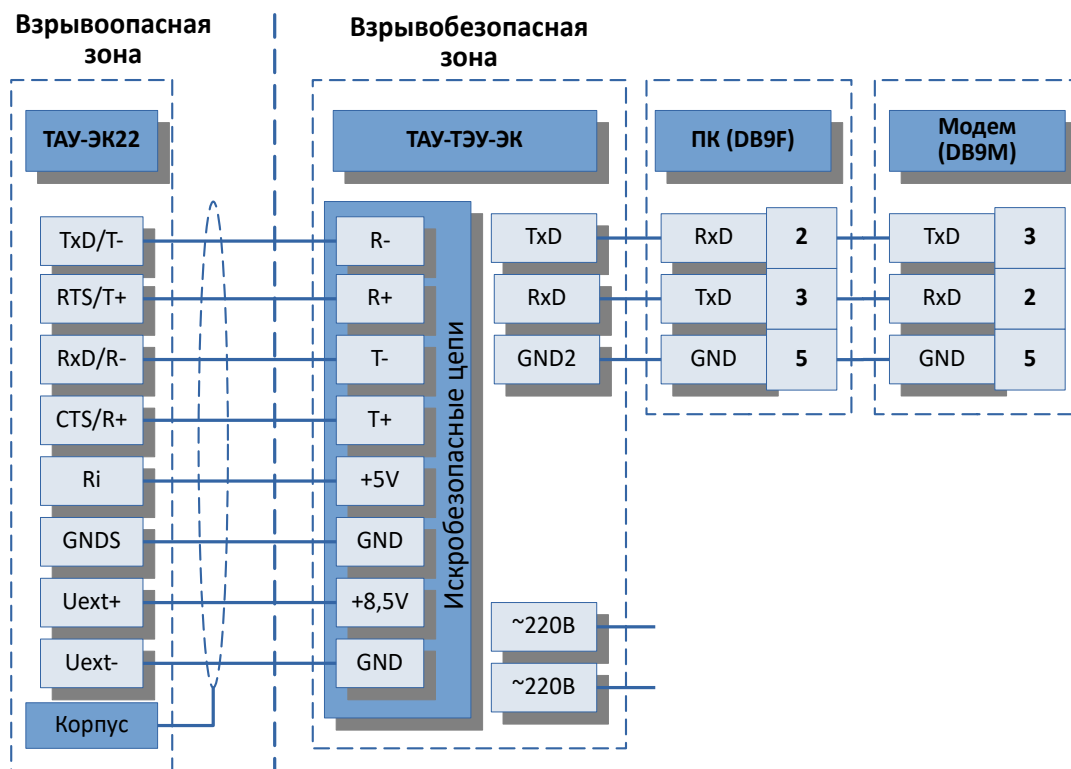 Взрывоопасная
зона
Взрывобезопасная
зона
ТАУ-ЭК22
ТАУ-ТЭУ-ЭК
ПК (DB9F)
Модем
(DB9M)
TxD/T-
R-
TxD
RxD
2
TxD
3
RTS/T+
R+
RxD
TxD
3
RxD
2
RxD/R-
T-
GND2
GND
5
GND
5
CTS/R+
T+
Ri
+5V
GNDS
GND
Uext+
+8,5V
~220В
Uext-
GND
~220В
Искробезопасные цепи
Корпус